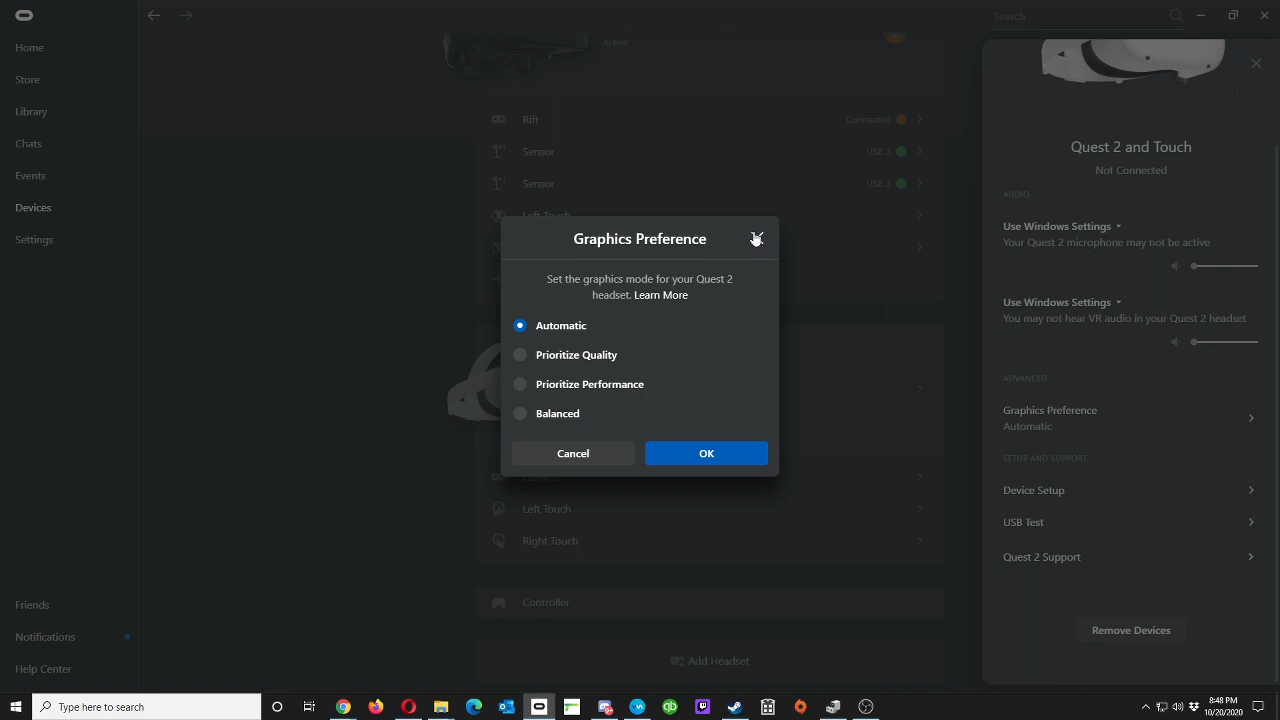 Search
Home
Store
Library
Chats
Events
Devices
Settings
Friends
Notifications
Help Center
Active
Rift
Connected
Sensor
USB 3
Sensor
USB 3
Left Touch
Graphics Preference
Set the graphics mode for your Quest 2
headset. Learn More
Automatic
Prioritize Quality
Prioritize Performance
Balanced
Cancel
OK
Quest 2
Left Touch
Right Touch
Controller
Add Headset
Quest 2 and Touch
Not Connected
AUDIO
Use Windows Settings
Your Quest 2 microphone may not be active
Use Windows Settings
You may not hear VR audio in your Quest 2 headset
ADVANCED
Graphics Preference
Automatic
SETUP AND SUPPORT
Device Setup
USB Test
Quest 2 Support
Remove Devices
Type here to search
8:48 PM
10/20/2020